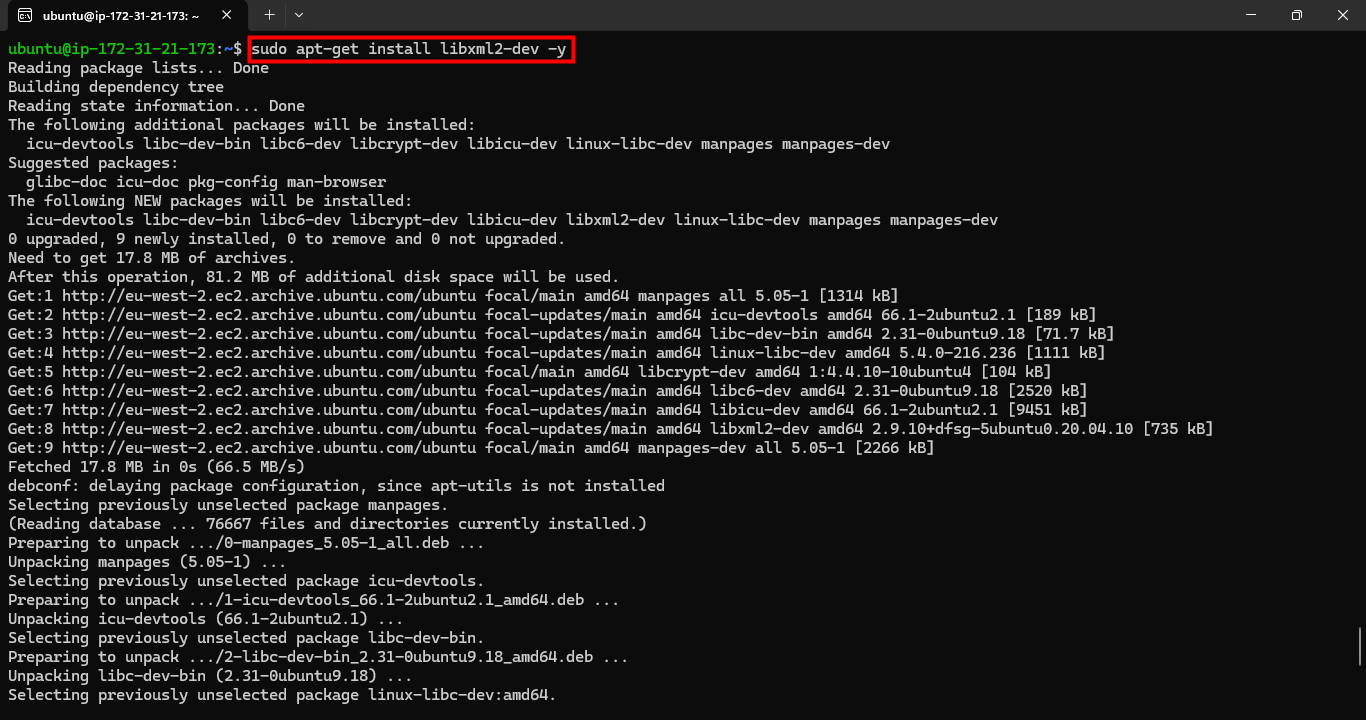 ubuntu@ip-172-31-21-173: ~
ubuntu@ip-172-31-21-173:~$ sudo apt-get install libxml2-dev -y
Reading package lists... Done
Building dependency tree
Reading state information... Done
The following additional packages will be installed:
  icu-devtools libc-dev-bin libc6-dev libcrypt-dev libicu-dev linux-libc-dev manpages manpages-dev
Suggested packages:
  glibc-doc icu-doc pkg-config man-browser
The following NEW packages will be installed:
  icu-devtools libc-dev-bin libc6-dev libcrypt-dev libicu-dev libxml2-dev linux-libc-dev manpages manpages-dev
0 upgraded, 9 newly installed, 0 to remove and 0 not upgraded.
Need to get 17.8 MB of archives.
After this operation, 81.2 MB of additional disk space will be used.
Get:1 http://eu-west-2.ec2.archive.ubuntu.com/ubuntu focal/main amd64 manpages all 5.05-1 [1314 kB]
Get:2 http://eu-west-2.ec2.archive.ubuntu.com/ubuntu focal-updates/main amd64 icu-devtools amd64 66.1-2ubuntu2.1 [189 kB]
Get:3 http://eu-west-2.ec2.archive.ubuntu.com/ubuntu focal-updates/main amd64 libc-dev-bin amd64 2.31-0ubuntu9.18 [71.7 kB]
Get:4 http://eu-west-2.ec2.archive.ubuntu.com/ubuntu focal-updates/main amd64 linux-libc-dev amd64 5.4.0-216.236 [1111 kB]
Get:5 http://eu-west-2.ec2.archive.ubuntu.com/ubuntu focal/main amd64 libcrypt-dev amd64 1:4.4.10-10ubuntu4 [104 kB]
Get:6 http://eu-west-2.ec2.archive.ubuntu.com/ubuntu focal-updates/main amd64 libc6-dev amd64 2.31-0ubuntu9.18 [2520 kB]
Get:7 http://eu-west-2.ec2.archive.ubuntu.com/ubuntu focal-updates/main amd64 libicu-dev amd64 66.1-2ubuntu2.1 [9451 kB]
Get:8 http://eu-west-2.ec2.archive.ubuntu.com/ubuntu focal-updates/main amd64 libxml2-dev amd64 2.9.10+dfsg-5ubuntu0.20.04.10 [735 kB]
Get:9 http://eu-west-2.ec2.archive.ubuntu.com/ubuntu focal/main amd64 manpages-dev all 5.05-1 [2266 kB]
Fetched 17.8 MB in 0s (66.5 MB/s)
debconf: delaying package configuration, since apt-utils is not installed
Selecting previously unselected package manpages.
(Reading database ... 76667 files and directories currently installed.)
Preparing to unpack .../0-manpages_5.05-1_all.deb ...
Unpacking manpages (5.05-1) ...
Selecting previously unselected package icu-devtools.
Preparing to unpack .../1-icu-devtools_66.1-2ubuntu2.1_amd64.deb ...
Unpacking icu-devtools (66.1-2ubuntu2.1) ...
Selecting previously unselected package libc-dev-bin.
Preparing to unpack .../2-libc-dev-bin_2.31-0ubuntu9.18_amd64.deb ...
Unpacking libc-dev-bin (2.31-0ubuntu9.18) ...
Selecting previously unselected package linux-libc-dev:amd64.